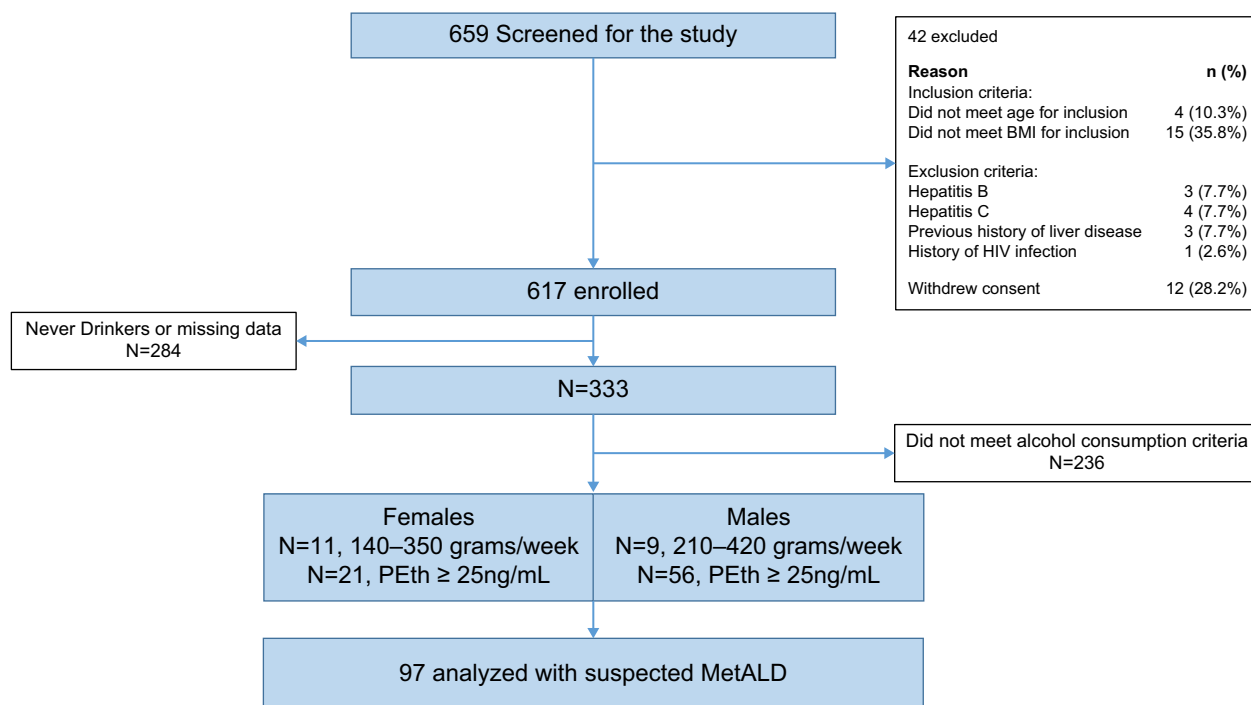 659 Screened for the study
42 excluded
Reason n (%)
Inclusion criteria:
Did not meet age for inclusion 4 (10.3%)
Did not meet BMI for inclusion 15 (35.8%)
Exclusion criteria:
Hepatitis B 3 (7.7%)
Hepatitis C 4 (7.7%)
Previous history of liver disease 3 (7.7%)
History of HIV infection 1 (2.6%)
Withdrew consent 12 (28.2%)
617 enrolled
Never Drinkers or missing data
N=284
N=333
Did not meet alcohol consumption criteria
N=236
Females
N=11, 140–350 grams/week
N=21, PEth ≥ 25ng/mL
Males
N=9, 210–420 grams/week
N=56, PEth ≥ 25ng/mL
97 analyzed with suspected MetALD